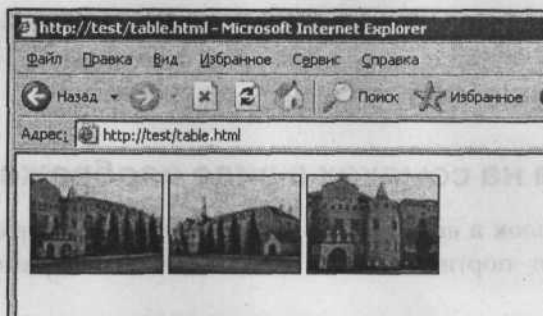 http://test/table.html - Microsoft Internet Explorer
Файл Правка Вид Избранное Сервис Справка
Назад Поиск Избранное
Адрес: http://test/table.html